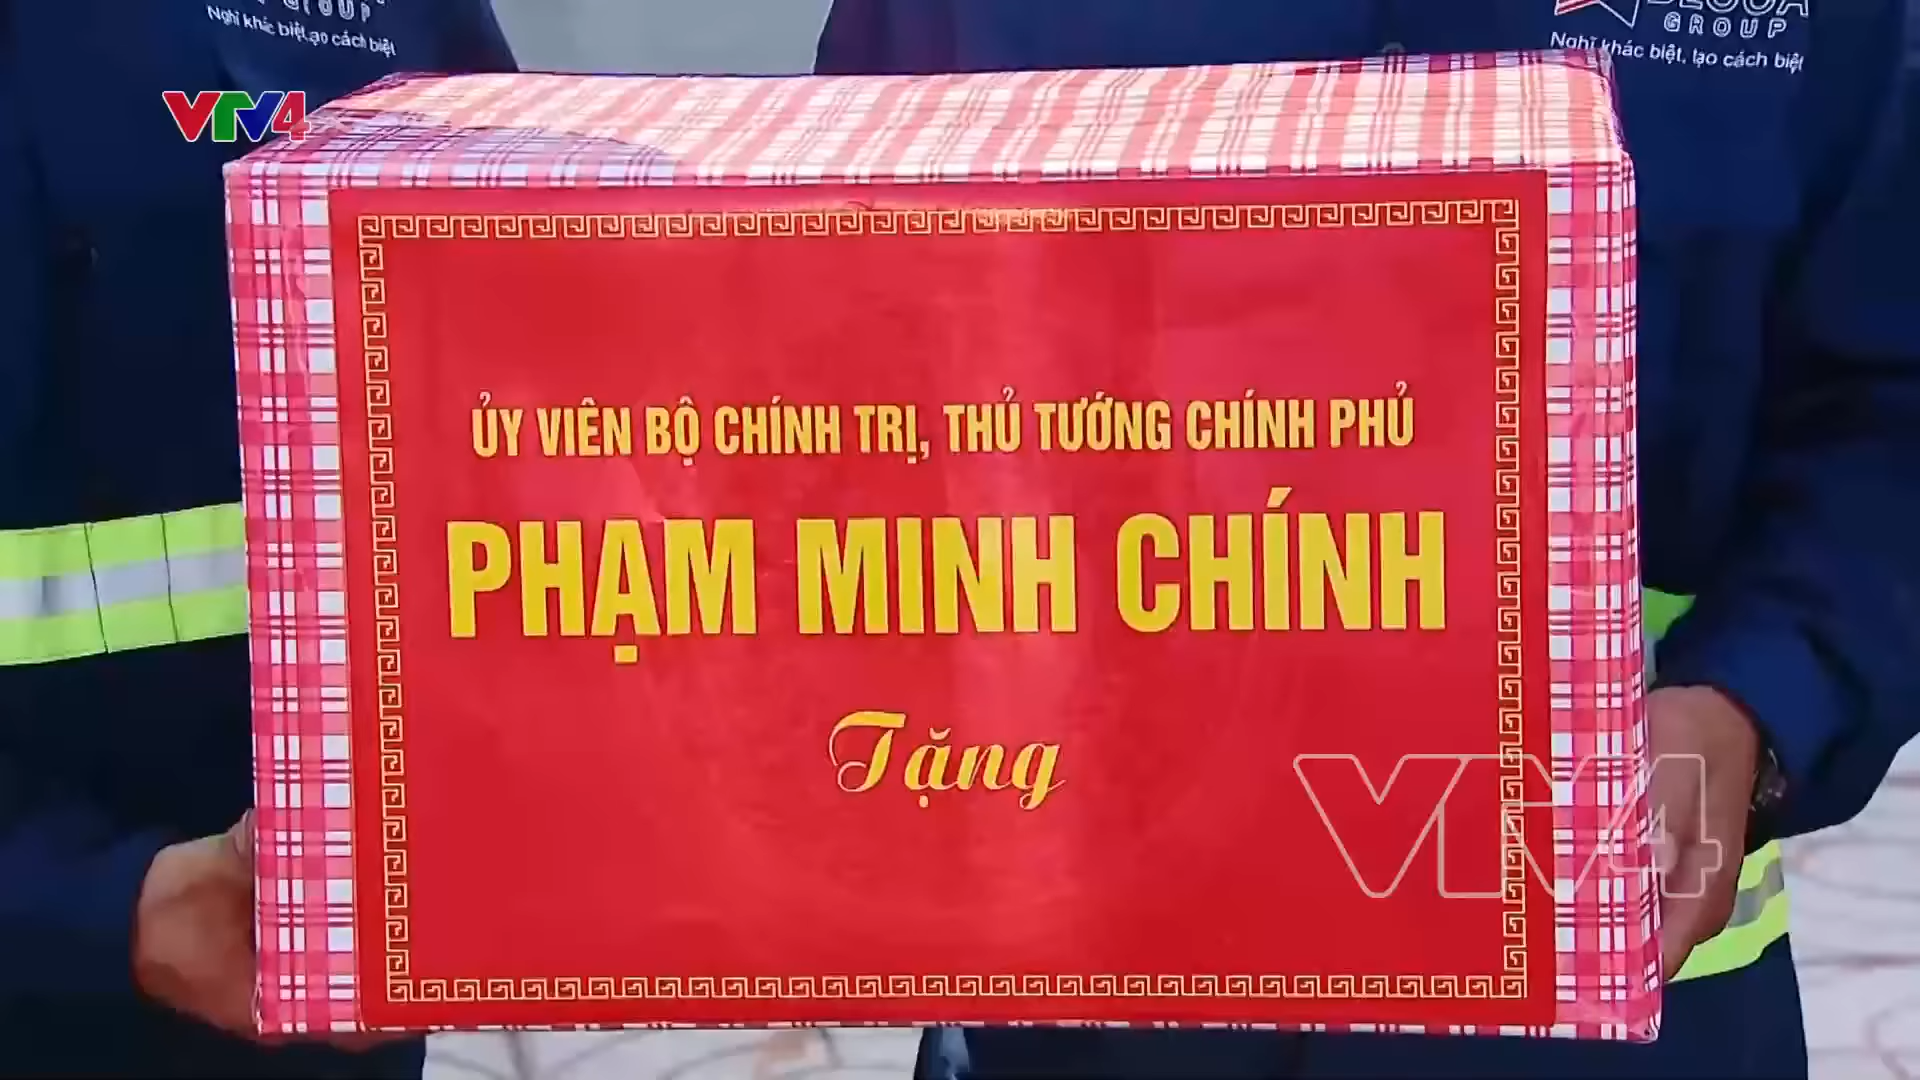 GROUP
Nghĩ khác biệt, tạo cách biệt
GROUP
Nghĩ khác biệt, tạo cách biệt
VTV4
ỦY VIÊN BỘ CHÍNH TRỊ, THỦ TƯỚNG CHÍNH PHỦ
PHẠM MINH CHÍNH
Tặng
VTV4